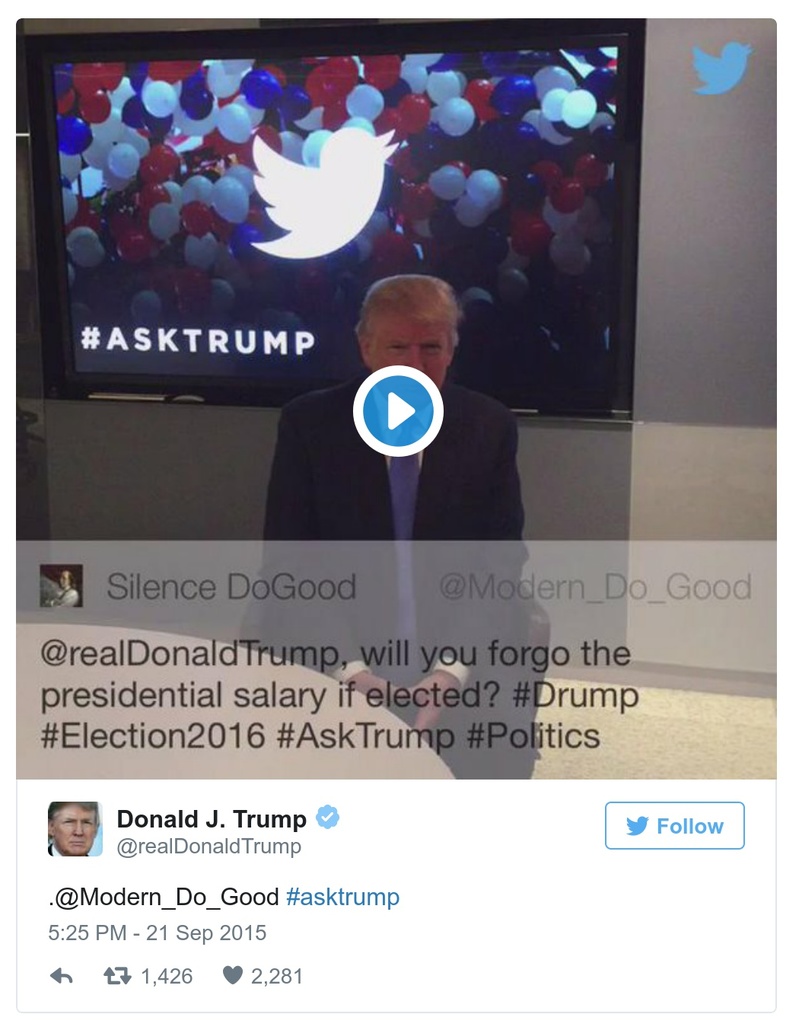 #ASKTRUMP
Silence DoGood @Modern_Do_Good
@realDonaldTrump, will you forgo the
presidential salary if elected? #Drump
#Election2016 #AskTrump #Politics
Donald J. Trump
@realDonaldTrump
Follow
.@Modern_Do_Good #asktrump
5:25 PM - 21 Sep 2015
1,426 2,281